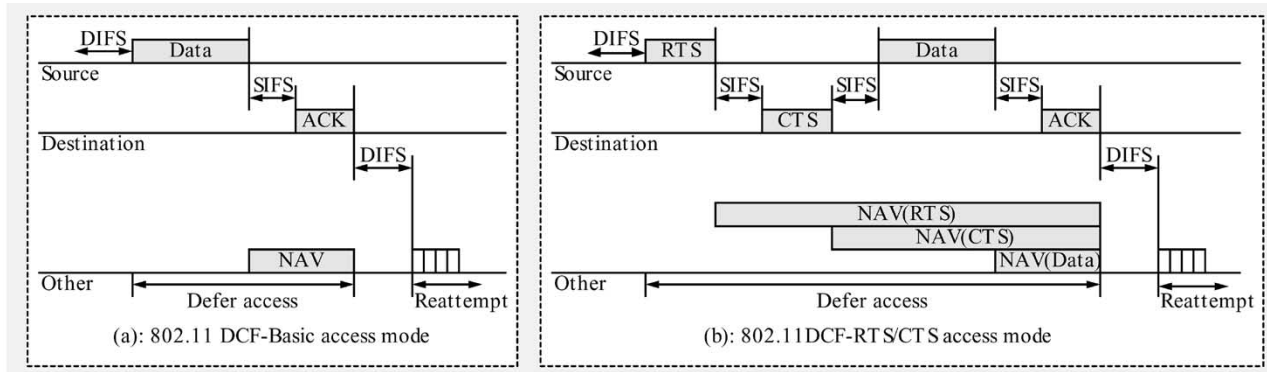 DIFS
Data
Source
SIFS
ACK
Destination
DIFS
NAV
Other
Defer access
Reattempt
(a): 802.11 DCF-Basic access mode
DIFS
RTS
Data
Source
SIFS
SIFS
SIFS
CTS
ACK
Destination
DIFS
NAV(RTS)
NAV(CTS)
NAV(Data)
Other
Defer access
Reattempt
(b): 802.11DCF-RTS/CTS access mode